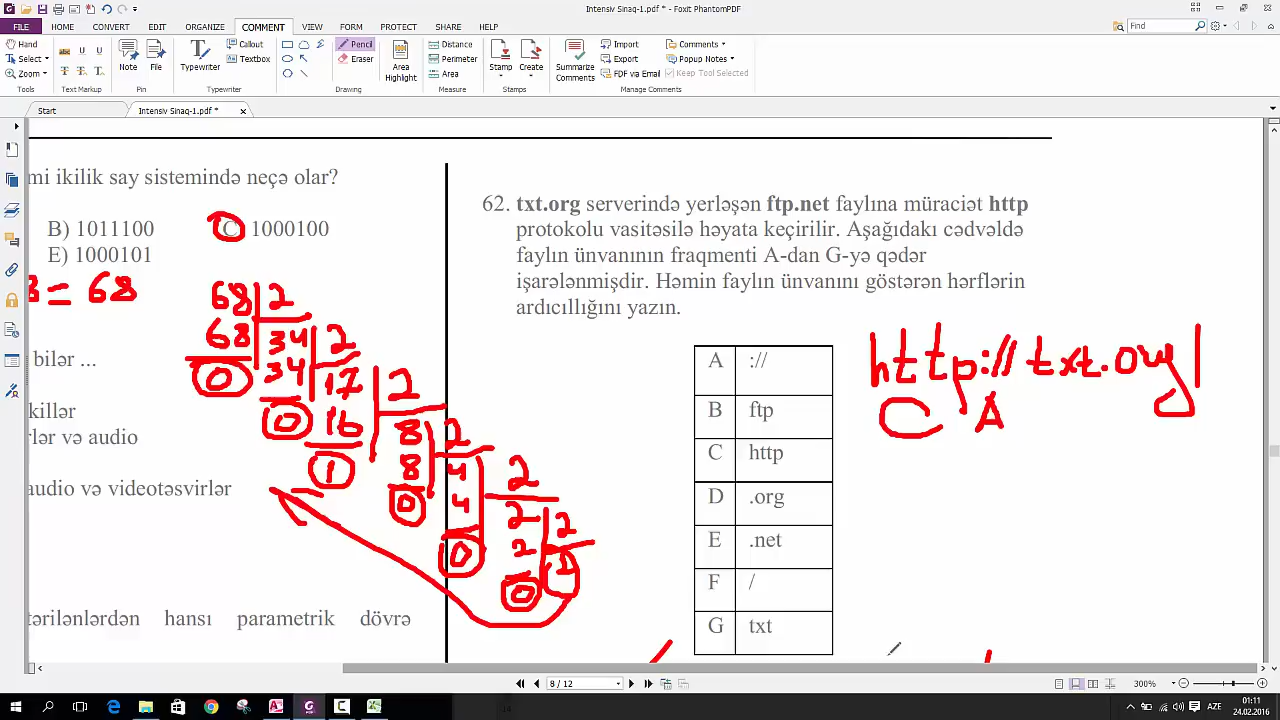 Intensiv Sinaq-1.pdf * - Foxit PhantomPDF
FILE HOME CONVERT EDIT ORGANIZE COMMENT VIEW FORM PROTECT SHARE HELP
Find
Hand
Select
Zoom
Tools
Text Markup
Note
File
Pin
Typewriter
Callout
Textbox
Typewriter
Pencil
Eraser
Drawing
Area Highlight
Distance
Perimeter
Area
Measure
Stamp
Create
Stamps
Summarize Comments
Import
Export
PDF və Email
Comments
Popup Notes
Keep Tool Selected
Manage Comments
Start
Intensiv Sinaq-1.pdf *
mi ikilik say sistemində neçə olar?
B) 1011100 C) 1000100
E) 1000101
= 68
68 2
68 34 2
0 34 17 2
0 16 8 2
1 8 4 2
0 4 2 2
0 2 1
0
bilər ...
killər
rlər və audio
audio və videotəsvirlər
tərilənlərdən hansı parametrik dövrə
62. txt.org serverində yerləşən ftp.net faylına müraciət http
protokolu vasitəsilə həyata keçirilir. Aşağıdakı cədvəldə
faylın ünvanının fraqmenti A-dan G-yə qədər
işarələnmişdir. Həmin faylın ünvanını göstərən hərflərin
ardıcıllığını yazın.
A ://
B ftp
C http
D .org
E .net
F /
G txt
http://txt.org/
C A
8 / 12
300%
AZE
01:11
24.02.2016